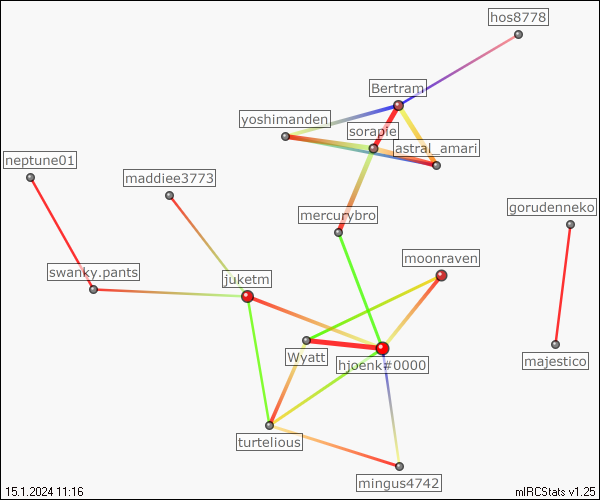 hos8778
Bertram
yoshimanden
sorapie
astral_amari
neptune01
maddiee3773
gorudenneko
mercurybro
moonraven
swanky.pants
juketm
Wyatt
hjoenk#0000
majestico
turtelious
mingus4742
15.1.2024 11:16
mIRCStats v1.25